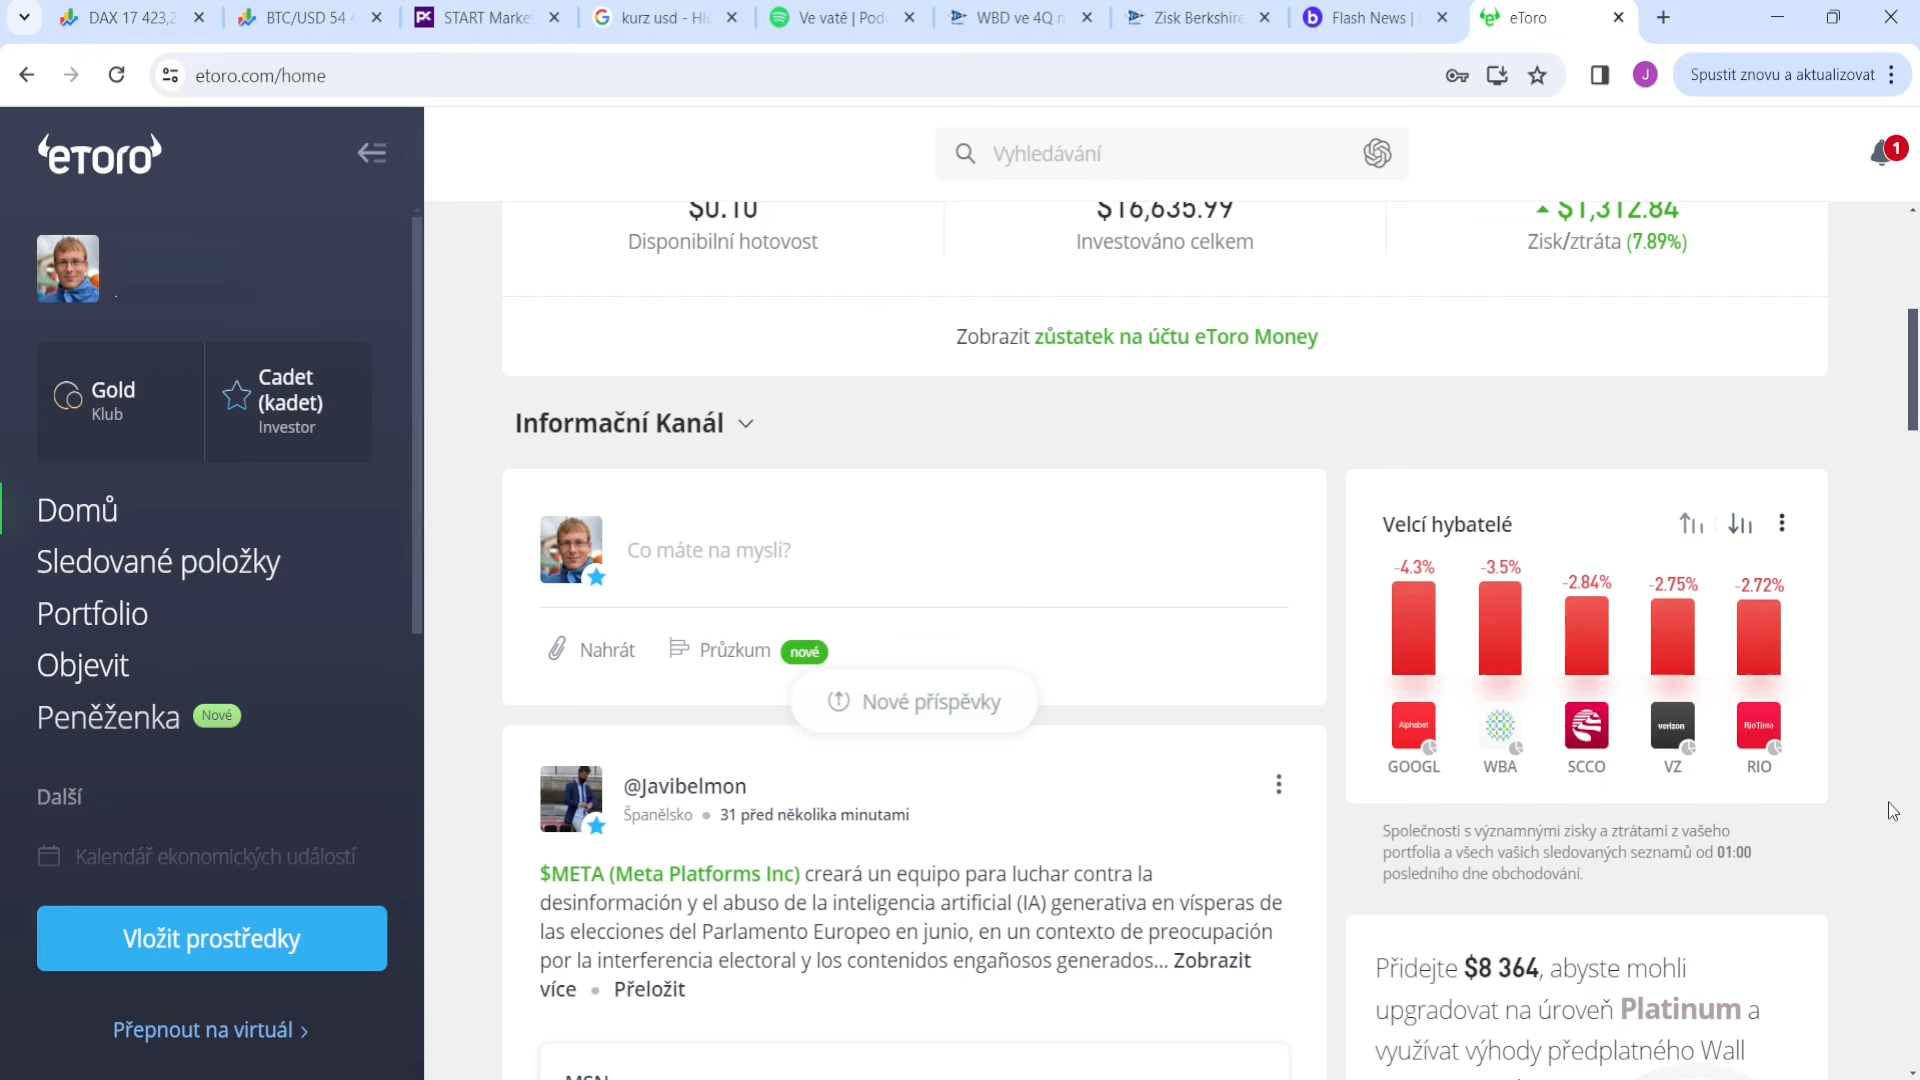 DAX 17 423,2
BTC/USD 54 4
START Marke
kurz usd - Hle
Ve vatě | Pod
WBD ve 4Q n
Zisk Berkshire
Flash News |
eToro
etoro.com/home
J
Spustit znovu a aktualizovat
eToro
Vyhledávání
1
$0.10
$16,635.99
$1,312.84
Disponibilní hotovost
Investováno celkem
Zisk/ztráta (7.89%)
Zobrazit zůstatek na účtu eToro Money
Gold
Klub
Cadet
(kadet)
Investor
Domů
Sledované položky
Portfolio
Objevit
Peněženka Nové
Další
Kalendář ekonomických událostí
Vložit prostředky
Přepnout na virtuál >
Informační Kanál
Co máte na mysli?
Nahrát
Průzkum nové
Nové příspěvky
@Javibelmon
Španělsko • 31 před několika minutami
$META (Meta Platforms Inc) creará un equipo para luchar contra la
desinformación y el abuso de la inteligencia artificial (IA) generativa en vísperas de
las elecciones del Parlamento Europeo en junio, en un contexto de preocupación
por la interferencia electoral y los contenidos engañosos generados... Zobrazit
více • Přeložit
MSN
Velcí hybatelé
-4.3% -3.5% -2.84% -2.75% -2.72%
Alphabet
verizon
RioTinto
GOOGL WBA SCCO VZ RIO
Společnosti s významnými zisky a ztrátami z vašeho
portfolia a všech vašich sledovaných seznamů od 01:00
posledního dne obchodování.
Přidejte $8 364, abyste mohli
upgradovat na úroveň Platinum a
využívat výhody předplatného Wall